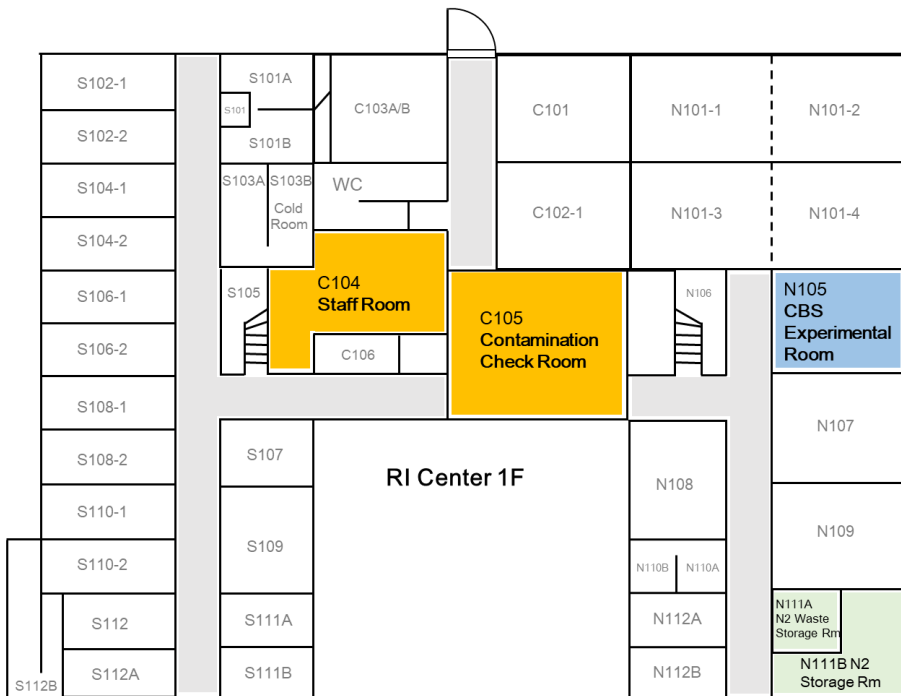 S102-1
S101A
S101
C103A/B
C101
N101-1
N101-2
S102-2
S101B
S104-1
S103A
S103B
Cold
Room
WC
S104-2
C102-1
N101-3
N101-4
S106-1
S105
C104
Staff Room
C105
Contamination
Check Room
N106
N105
CBS
Experimental
Room
S106-2
C106
S108-1
S107
RI Center 1F
N108
N107
S108-2
S110-1
S109
N109
S110-2
N110B
N110A
S112
S111A
N112A
N111A
N2 Waste
Storage Rm
S112B
S112A
S111B
N112B
N111B N2
Storage Rm